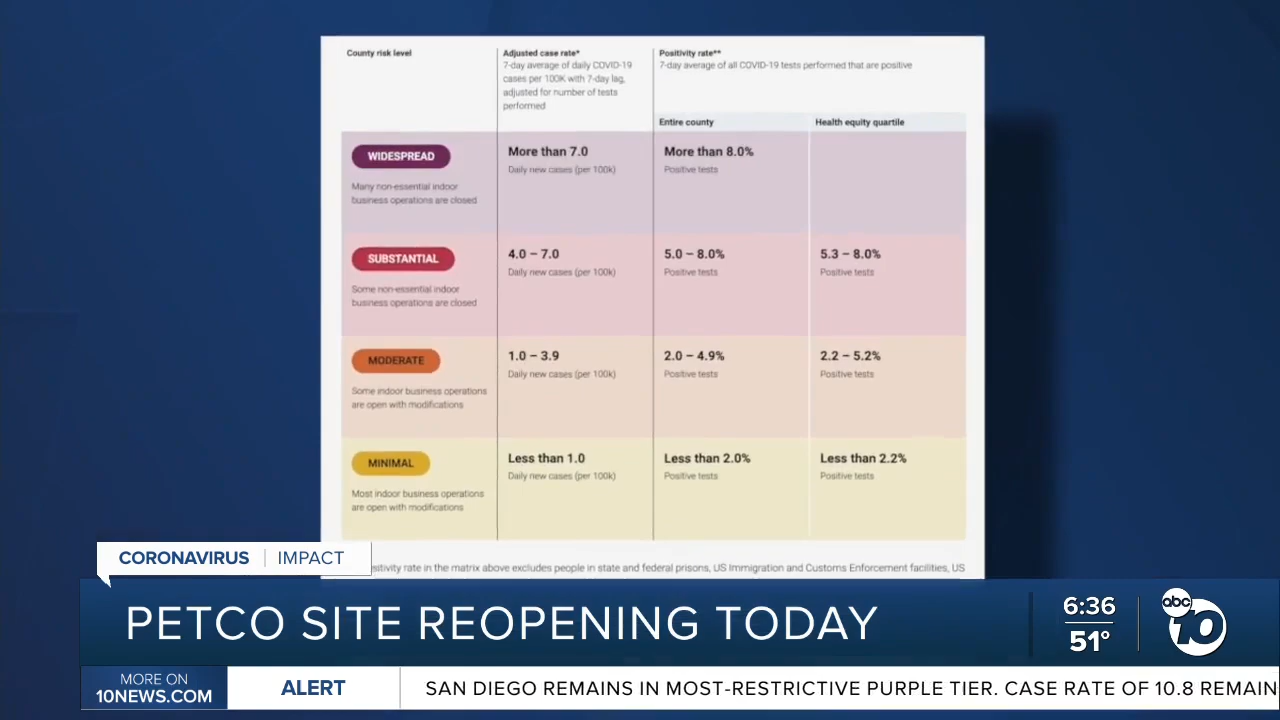 County risk level
Adjusted case rate*
7-day average of daily COVID-19
cases per 100K with 7-day lag,
adjusted for number of tests
performed
Positivity rate**
7-day average of all COVID-19 tests performed that are positive
Entire county
Health equity quartile
WIDESPREAD
Many non-essential indoor
business operations are closed
More than 7.0
Daily new cases (per 100k)
More than 8.0%
Positive tests
SUBSTANTIAL
Some non-essential indoor
business operations are closed
4.0 – 7.0
Daily new cases (per 100k)
5.0 – 8.0%
Positive tests
5.3 – 8.0%
Positive tests
MODERATE
Some indoor business operations
are open with modifications
1.0 – 3.9
Daily new cases (per 100k)
2.0 – 4.9%
Positive tests
2.2 – 5.2%
Positive tests
MINIMAL
Most indoor business operations
are open with modifications
Less than 1.0
Daily new cases (per 100k)
Less than 2.0%
Positive tests
Less than 2.2%
Positive tests
sitivity rate in the matrix above excludes people in state and federal prisons, US Immigration and Customs Enforcement facilities, US
CORONAVIRUS | IMPACT
PETCO SITE REOPENING TODAY
6:36
51°
abc
10
MORE ON
10NEWS.COM
ALERT
SAN DIEGO REMAINS IN MOST-RESTRICTIVE PURPLE TIER. CASE RATE OF 10.8 REMAIN